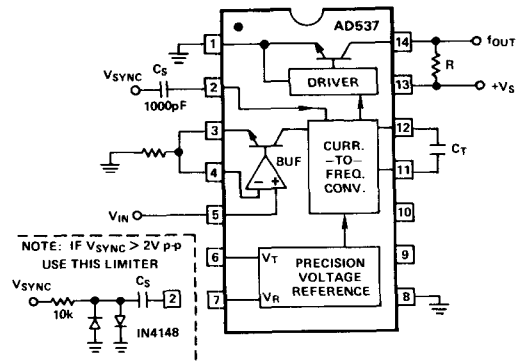 AD537
1
14
fOUT
DRIVER
R
VSYNC
CS
1000pF
2
13
+VS
3
12
BUF
CURR.
–TO–
FREQ.
CONV.
CT
4
11
– +
VIN
5
10
NOTE: IF VSYNC > 2V p-p
USE THIS LIMITER
6
VT
PRECISION
VOLTAGE
REFERENCE
9
VSYNC
CS
2
7
VR
8
10k
IN4148